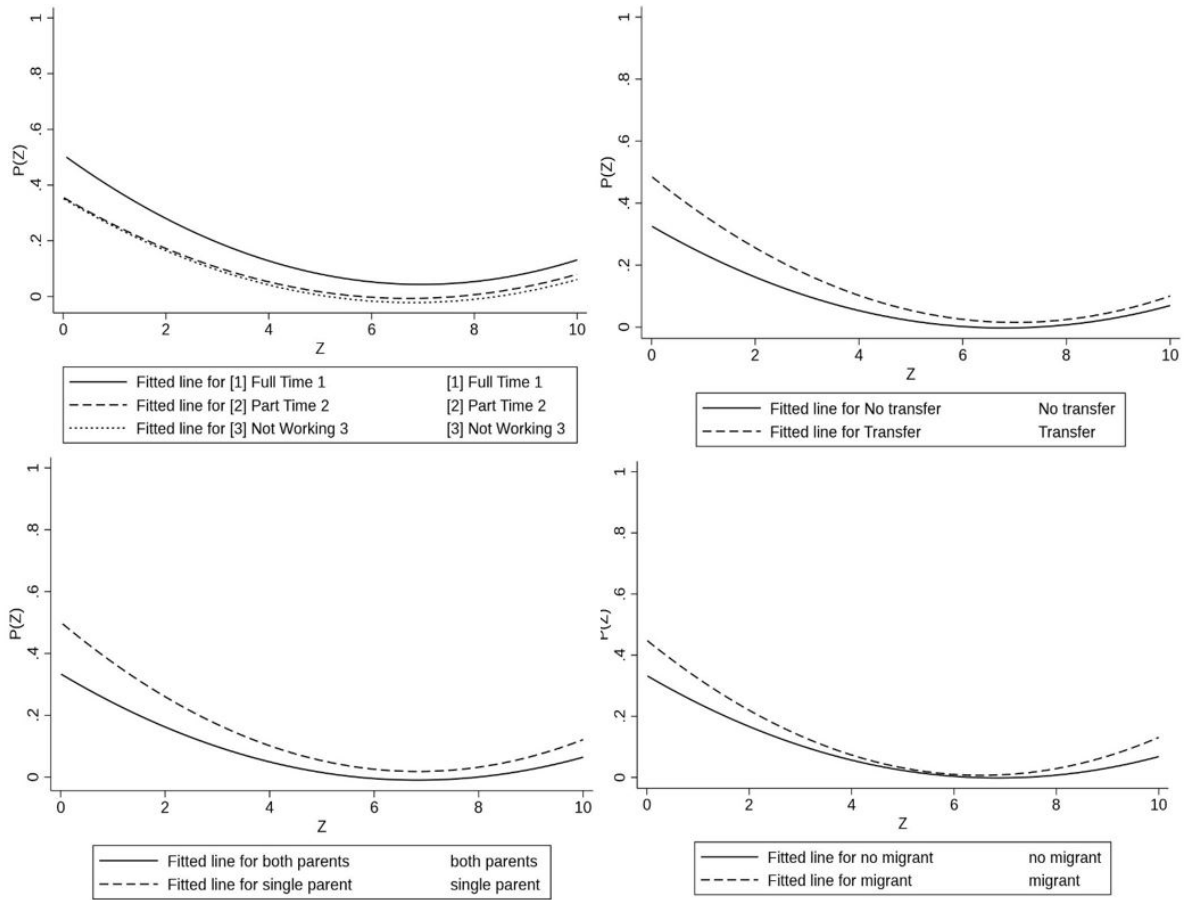 1
.8
.6
.4
.2
0
P(Z)
0 2 4 6 8 10
Z
Fitted line for [1] Full Time 1 [1] Full Time 1
Fitted line for [2] Part Time 2 [2] Part Time 2
Fitted line for [3] Not Working 3 [3] Not Working 3
1
.8
.6
.4
.2
0
P(Z)
0 2 4 6 8 10
Z
Fitted line for No transfer No transfer
Fitted line for Transfer Transfer
1
.8
.6
.4
.2
0
P(Z)
0 2 4 6 8 10
Z
Fitted line for both parents both parents
Fitted line for single parent single parent
1
.8
.6
.4
.2
0
P(Z)
0 2 4 6 8 10
Z
Fitted line for no migrant no migrant
Fitted line for migrant migrant